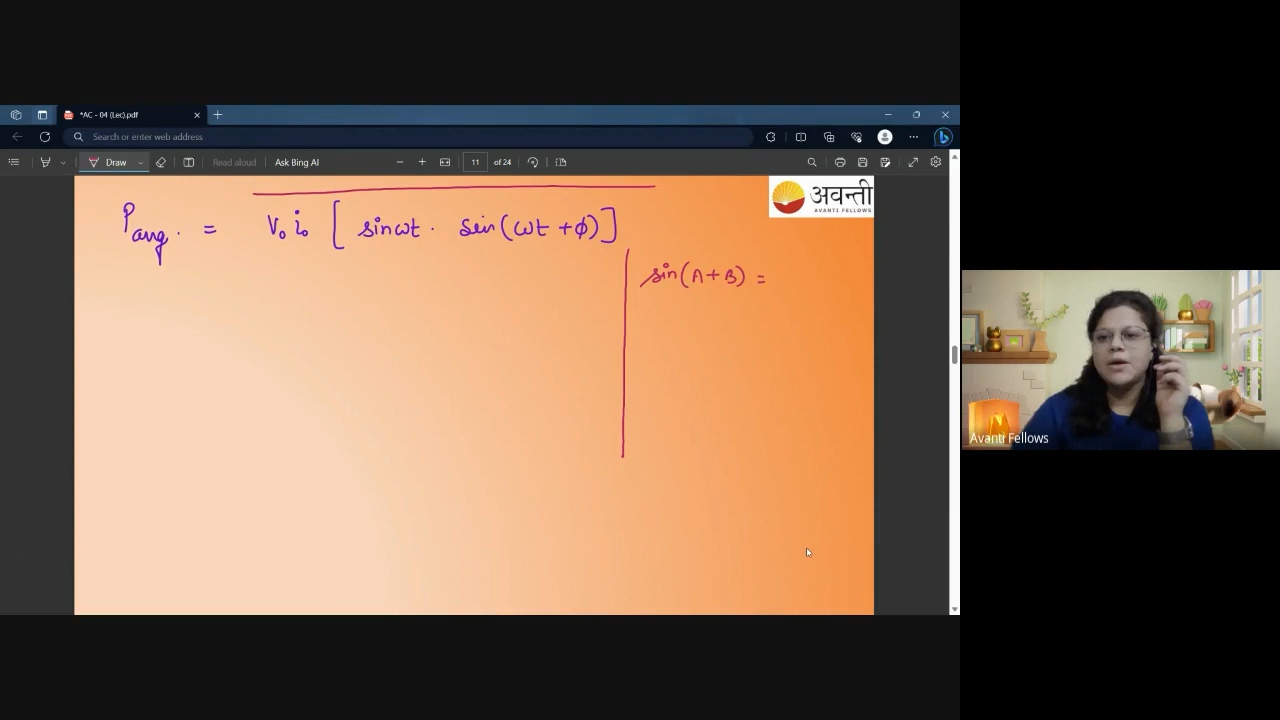 *AC - 04 (Lec).pdf
Search or enter web address
Draw
Read aloud
Ask Bing AI
11 of 24
अवन्ती
AVANTI FELLOWS
Pavg. = V₀ i₀ [ sinωt · sin(ωt + ϕ) ]
sin(A + B) =
Avanti Fellows